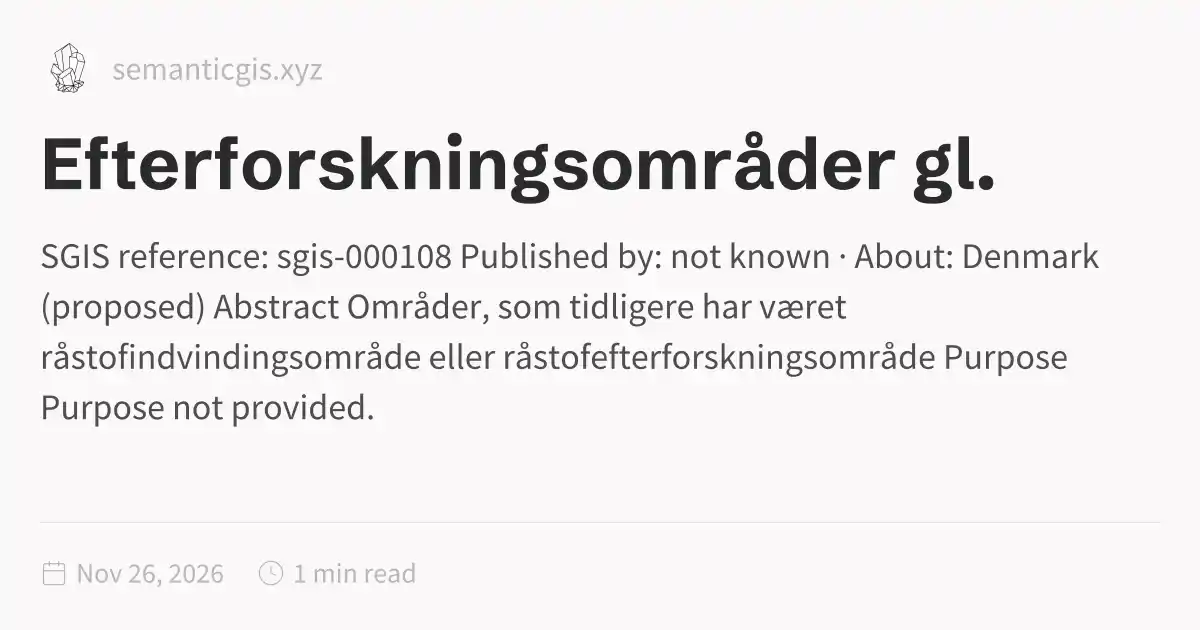 semanticgis.xyz
Efterforskningsområder gl.
SGIS reference: sgis-000108 Published by: not known · About: Denmark
(proposed) Abstract Områder, som tidligere har været
råstofindvindingsområde eller råstofefterforskningsområde Purpose
Purpose not provided.
Nov 26, 2026 1 min read